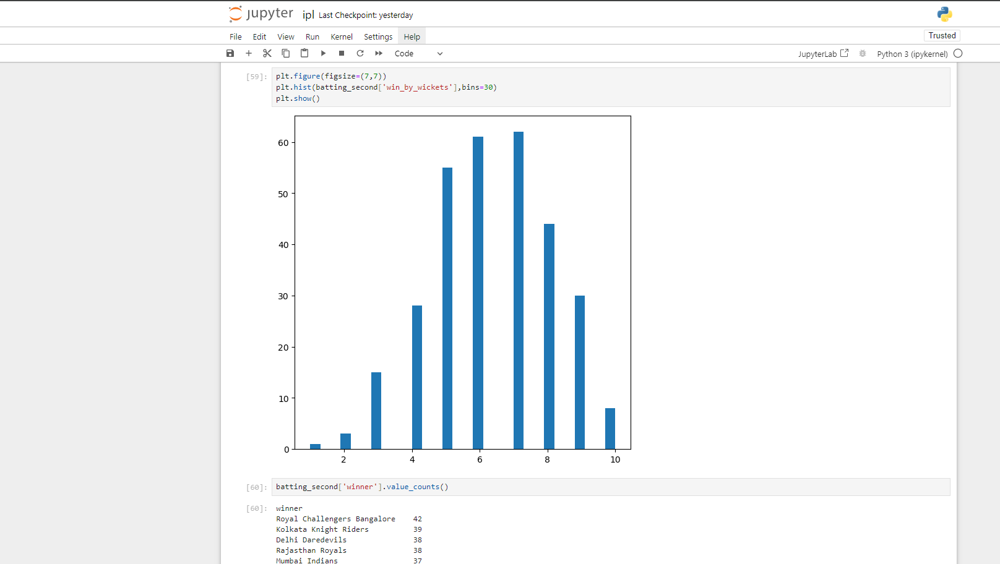 jupyter ipl Last Checkpoint: yesterday
File Edit View Run Kernel Settings Help
Trusted
Code
JupyterLab
Python 3 (ipykernel)
[59]:
plt.figure(figsize=(7,7))
plt.hist(batting_second['win_by_wickets'],bins=30)
plt.show()
60
50
40
30
20
10
0
2 4 6 8 10
[60]:
batting_second['winner'].value_counts()
[60]:
winner
Royal Challengers Bangalore 42
Kolkata Knight Riders 39
Delhi Daredevils 38
Rajasthan Royals 38
Mumbai Indians 37